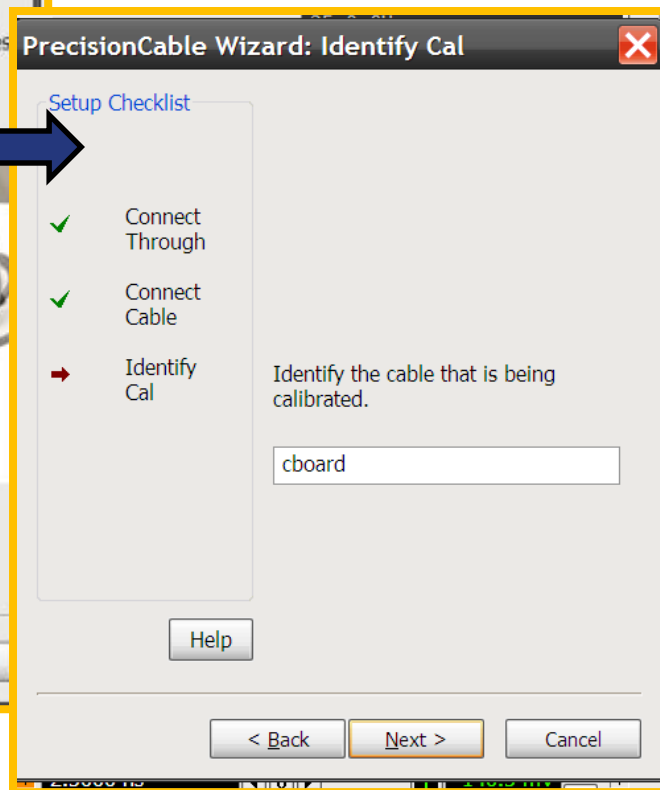 PrecisionCable Wizard: Identify Cal
Setup Checklist
Connect
Through
Connect
Cable
Identify
Cal
Identify the cable that is being
calibrated.
cboard
Help
< Back
Next >
Cancel